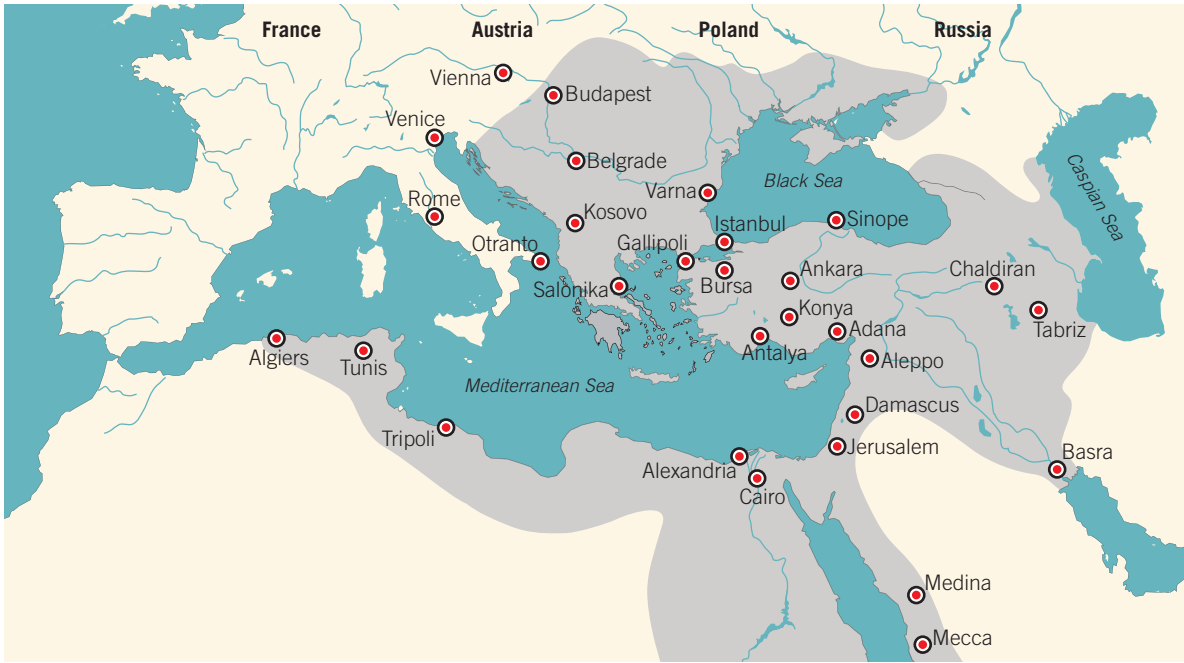 France
Austria
Poland
Russia
Vienna
Budapest
Venice
Belgrade
Caspian Sea
Black Sea
Varna
Rome
Kosovo
Istanbul
Sinope
Otranto
Gallipoli
Ankara
Chaldiran
Salonika
Bursa
Konya
Tabriz
Adana
Algiers
Tunis
Antalya
Aleppo
Mediterranean Sea
Damascus
Tripoli
Jerusalem
Basra
Alexandria
Cairo
Medina
Mecca